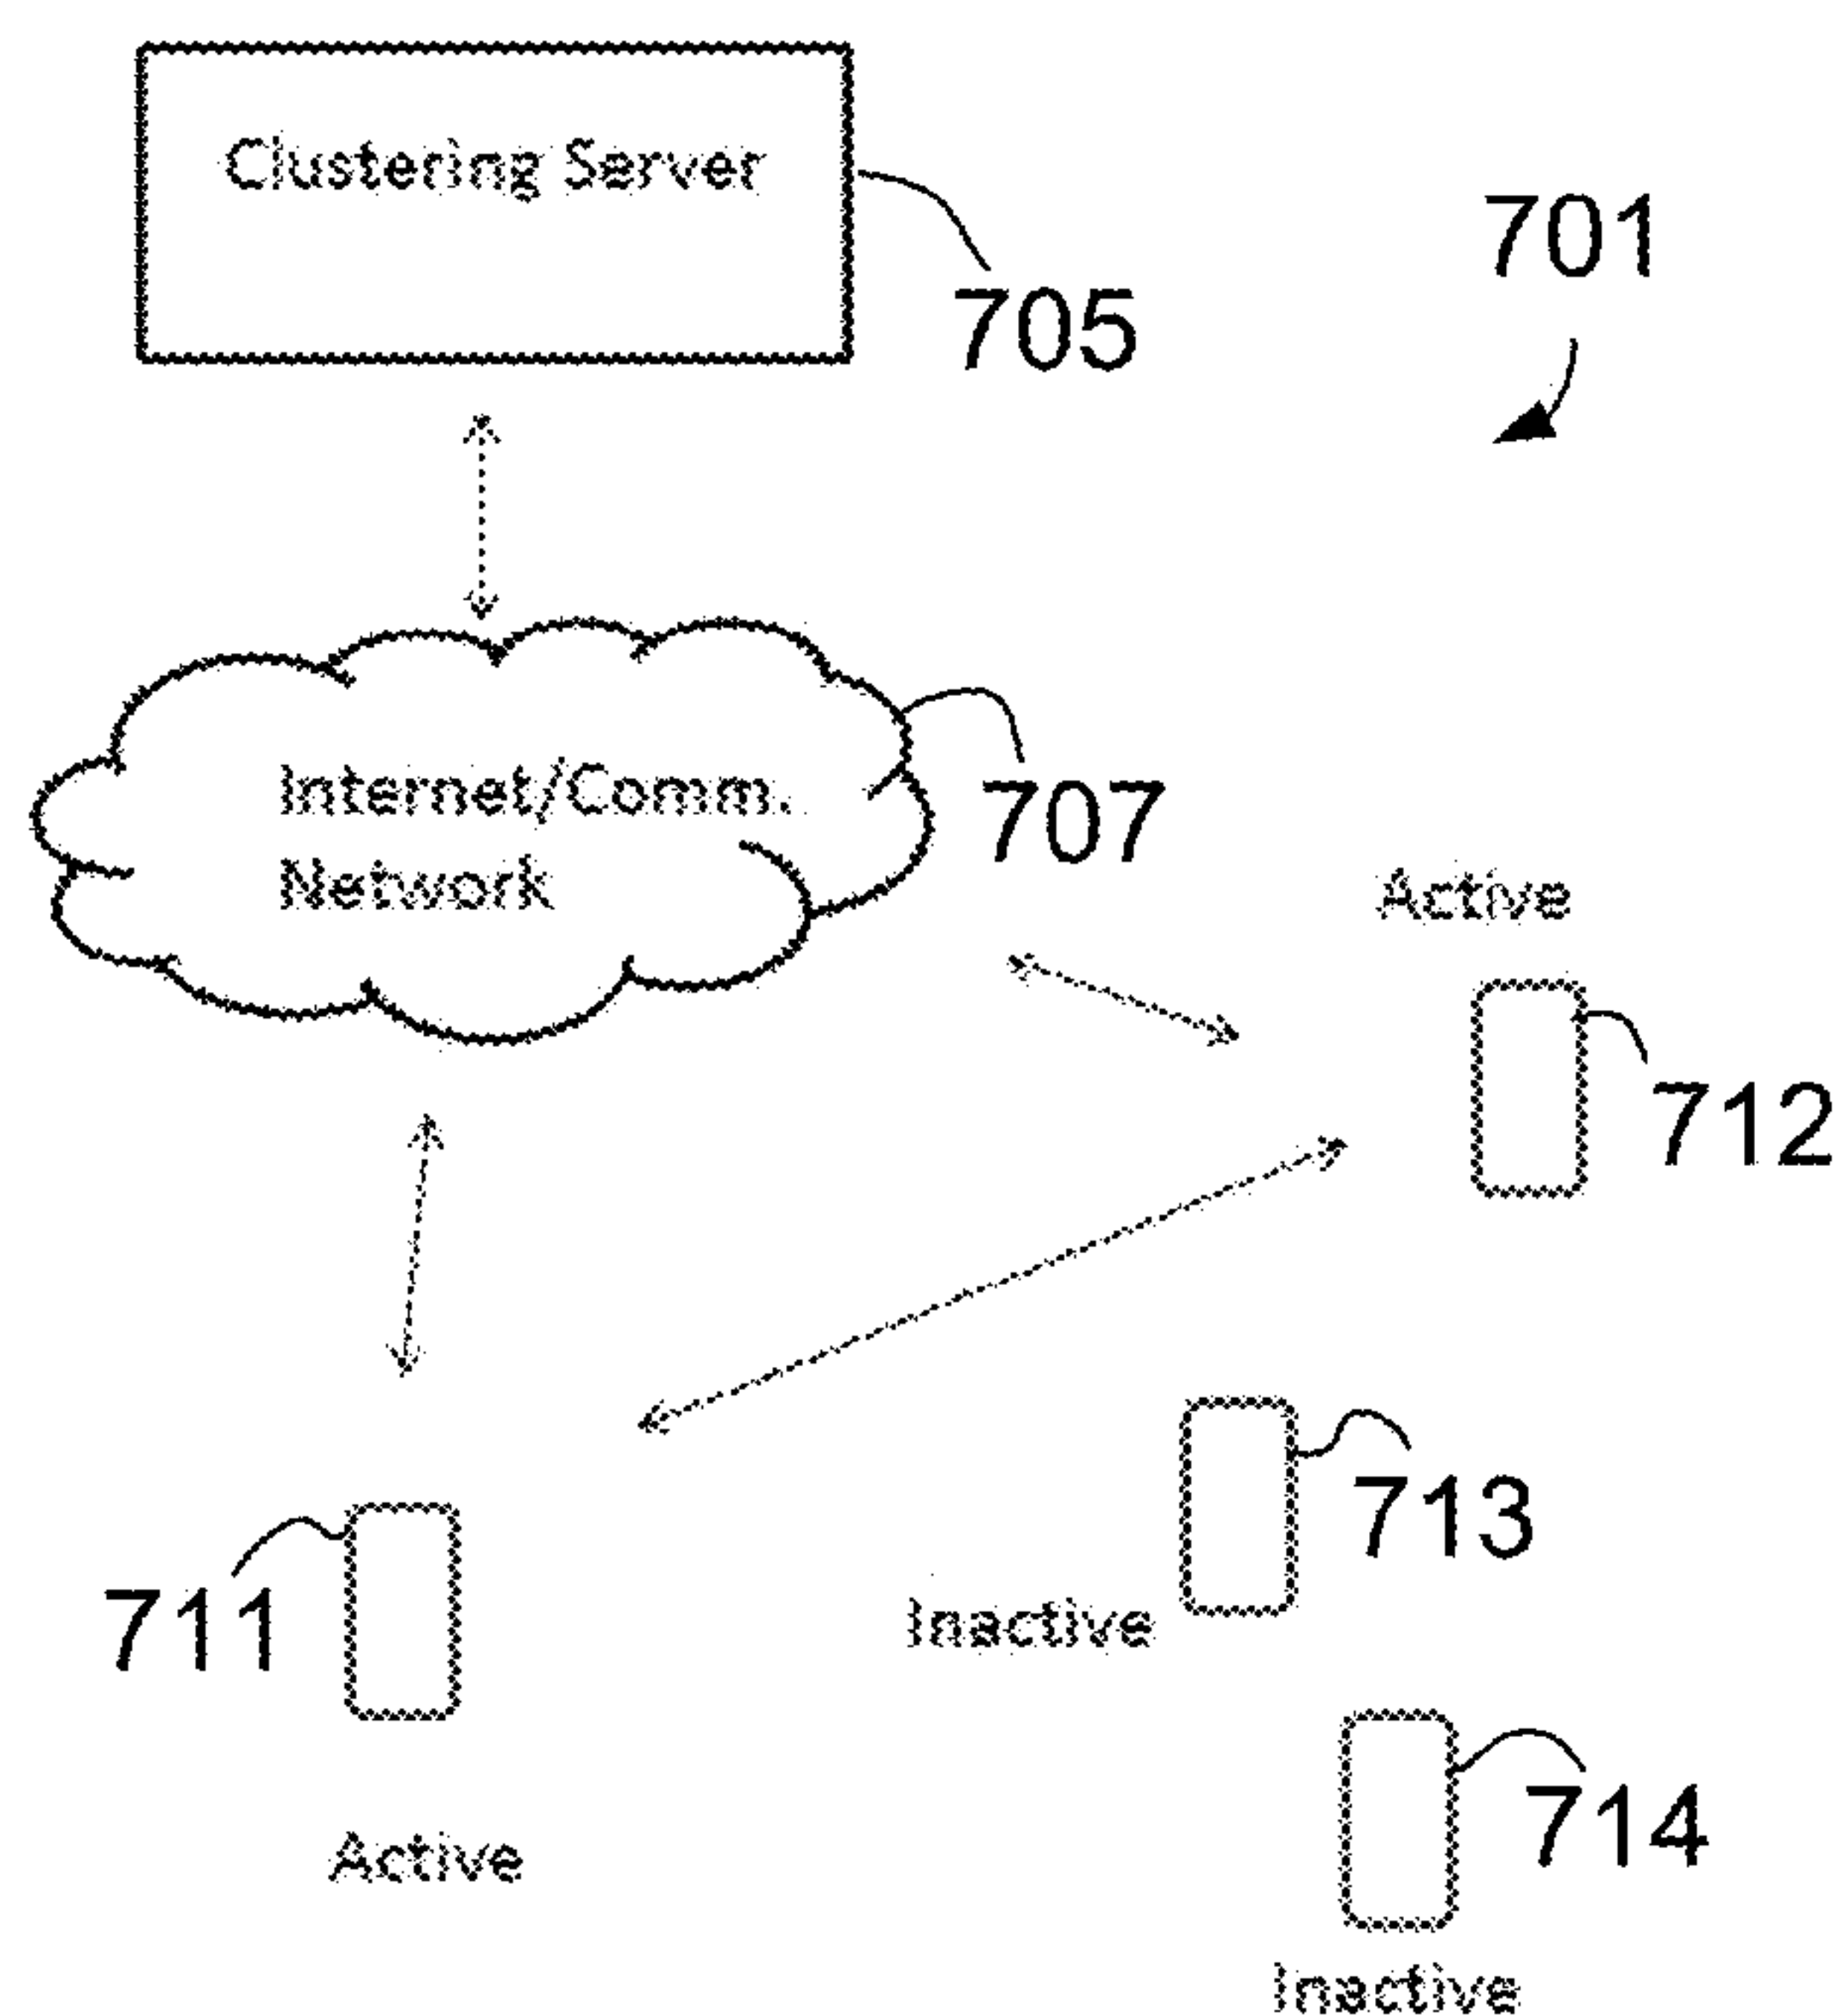 Clustering Server
701
705
Internet/Comm.
Network
707
Active
712
713
711
Inactive
714
Active
Inactive